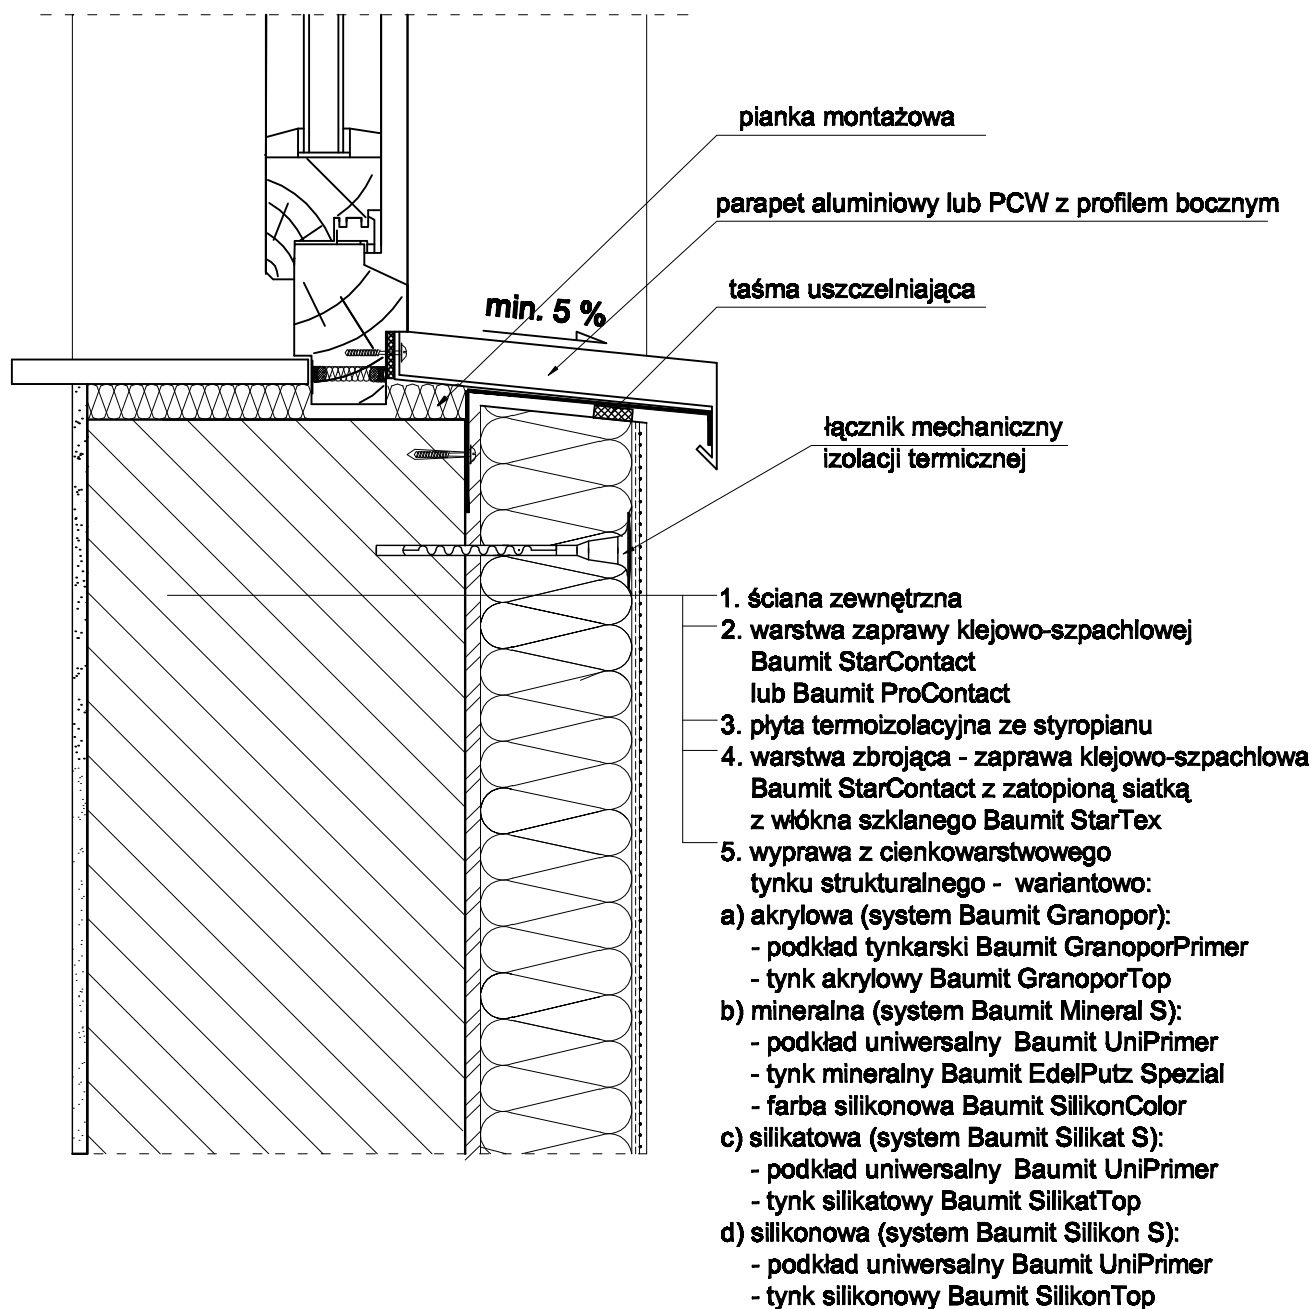 pianka montażowa
parapet aluminiowy lub PCW z profilem bocznym
taśma uszczelniająca
min. 5 %
łącznik mechaniczny
izolacji termicznej
1. ściana zewnętrzna
2. warstwa zaprawy klejowo-szpachlowej
Baumit StarContact
lub Baumit ProContact
3. płyta termoizolacyjna ze styropianu
4. warstwa zbrojąca - zaprawa klejowo-szpachlowa
Baumit StarContact z zatopioną siatką
z włókna szklanego Baumit StarTex
5. wyprawa z cienkowarstwowego
tynku strukturalnego - wariantowo:
a) akrylowa (system Baumit Granopor):
- podkład tynkarski Baumit GranoporPrimer
- tynk akrylowy Baumit GranoporTop
b) mineralna (system Baumit Mineral S):
- podkład uniwersalny Baumit UniPrimer
- tynk mineralny Baumit EdelPutz Spezial
- farba silikonowa Baumit SilikonColor
c) silikatowa (system Baumit Silikat S):
- podkład uniwersalny Baumit UniPrimer
- tynk silikatowy Baumit SilikatTop
d) silikonowa (system Baumit Silikon S):
- podkład uniwersalny Baumit UniPrimer
- tynk silikonowy Baumit SilikonTop